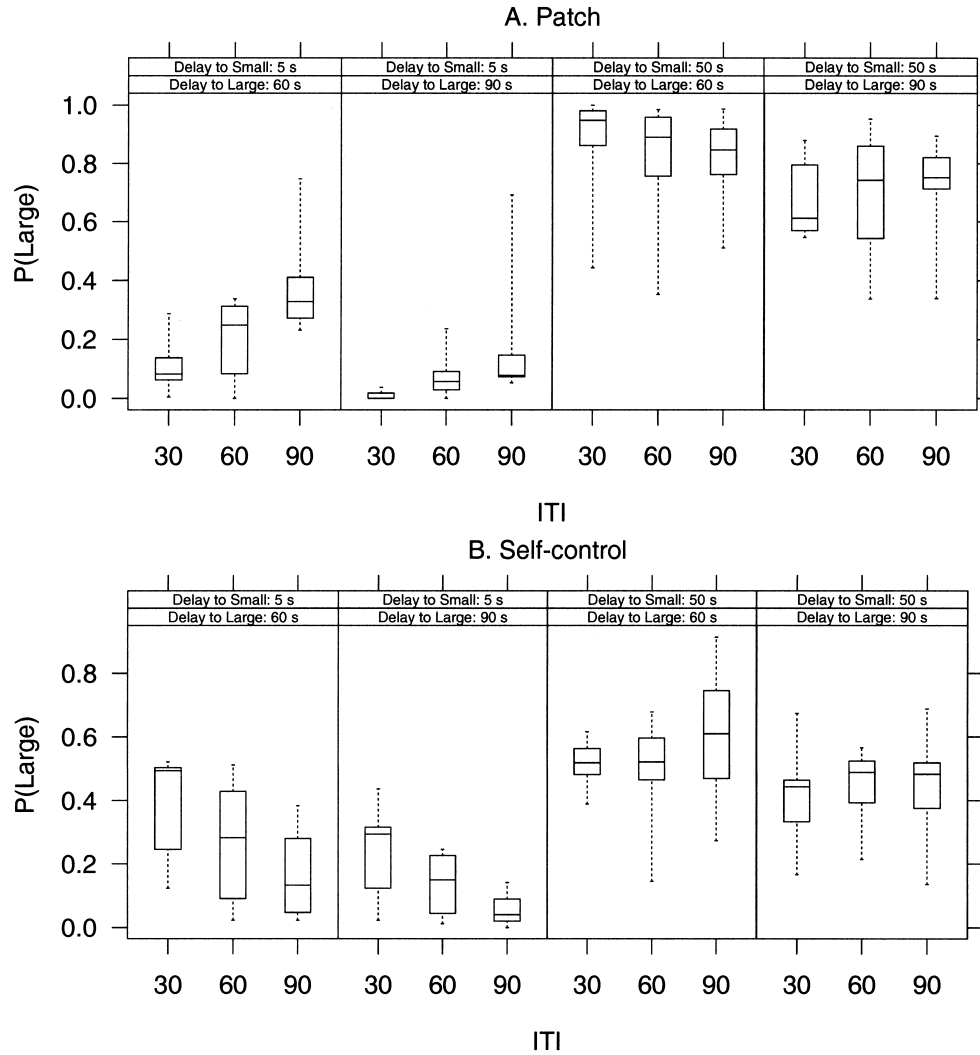 A. Patch
Delay to Small: 5 s Delay to Small: 5 s Delay to Small: 50 s Delay to Small: 50 s
Delay to Large: 60 s Delay to Large: 90 s Delay to Large: 60 s Delay to Large: 90 s
P(Large)
1.0
0.8
0.6
0.4
0.2
0.0
30 60 90 30 60 90 30 60 90 30 60 90
ITI
B. Self-control
Delay to Small: 5 s Delay to Small: 5 s Delay to Small: 50 s Delay to Small: 50 s
Delay to Large: 60 s Delay to Large: 90 s Delay to Large: 60 s Delay to Large: 90 s
P(Large)
0.8
0.6
0.4
0.2
0.0
30 60 90 30 60 90 30 60 90 30 60 90
ITI